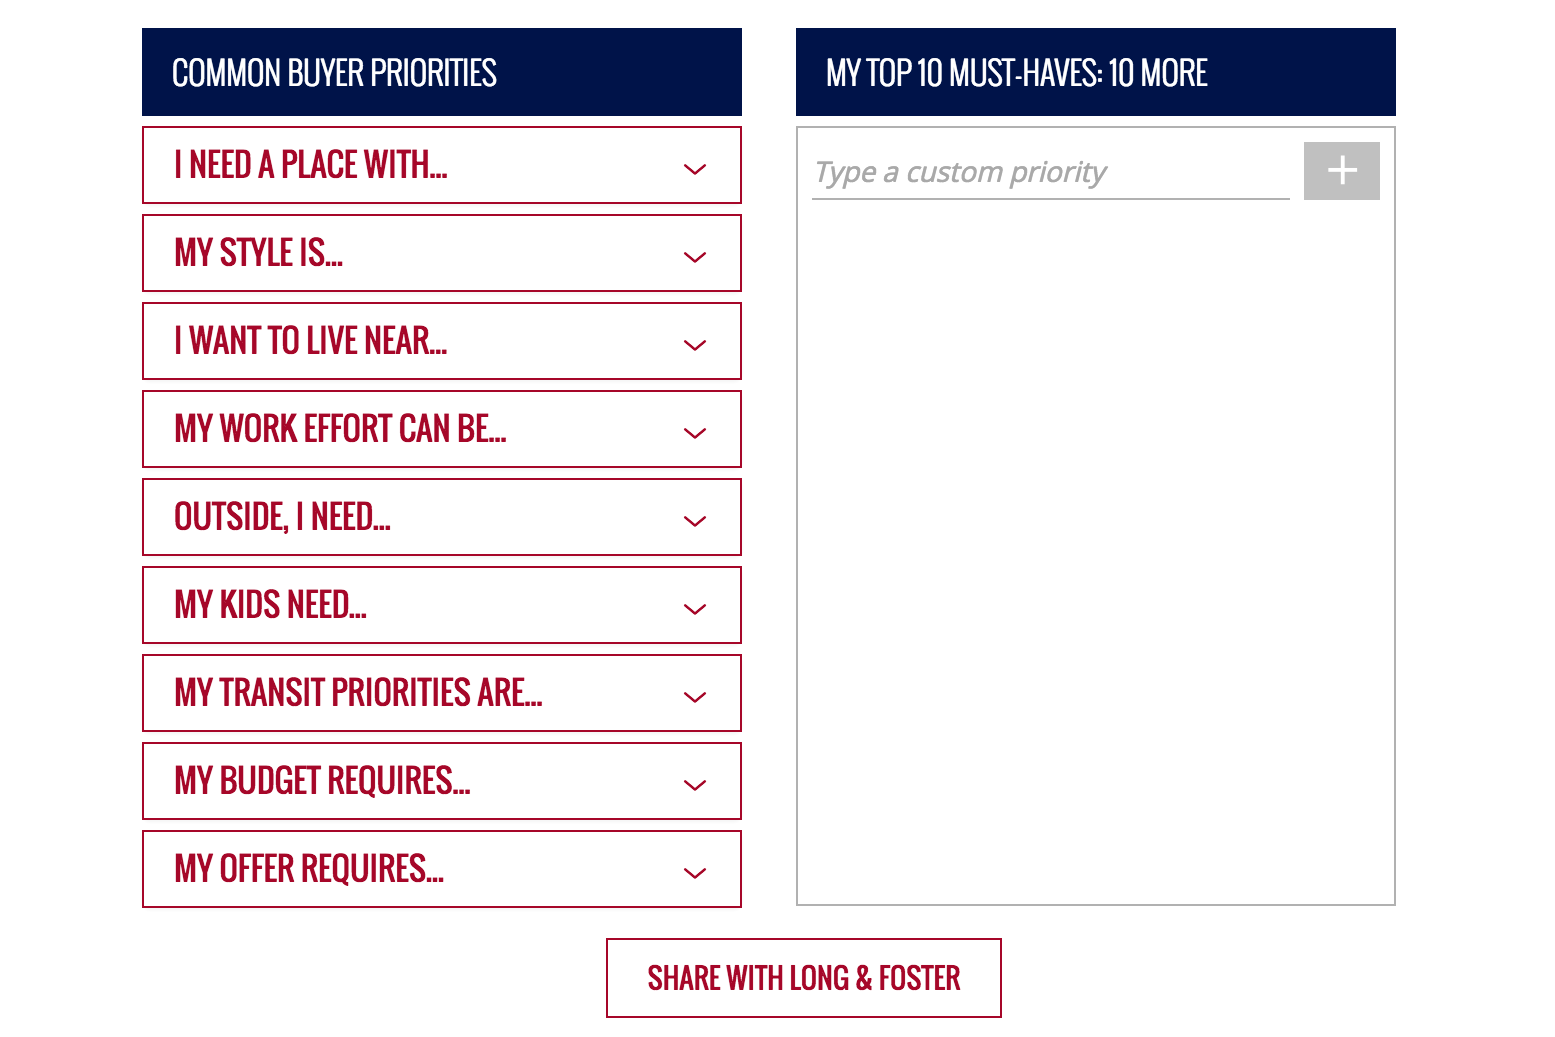 COMMON BUYER PRIORITIES
I NEED A PLACE WITH...
MY STYLE IS...
I WANT TO LIVE NEAR...
MY WORK EFFORT CAN BE...
OUTSIDE, I NEED...
MY KIDS NEED...
MY TRANSIT PRIORITIES ARE...
MY BUDGET REQUIRES...
MY OFFER REQUIRES...
MY TOP 10 MUST-HAVES: 10 MORE
Type a custom priority
+
SHARE WITH LONG & FOSTER